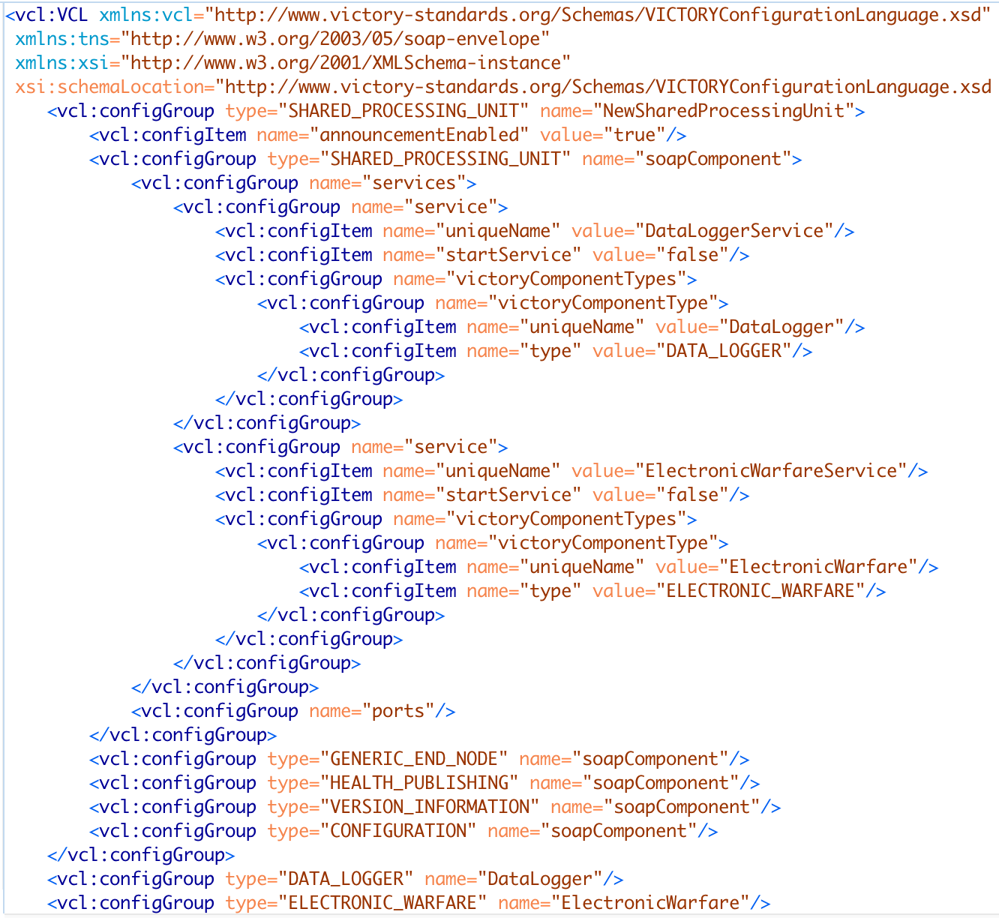 <vcl:VCL xmlns:vcl="http://www.victory-standards.org/Schemas/VICTORYConfigurationLanguage.xsd"
xmlns:tns="http://www.w3.org/2003/05/soap-envelope"
xmlns:xsi="http://www.w3.org/2001/XMLSchema-instance"
xsi:schemaLocation="http://www.victory-standards.org/Schemas/VICTORYConfigurationLanguage.xsd
<vcl:configGroup type="SHARED_PROCESSING_UNIT" name="NewSharedProcessingUnit">
<vcl:configItem name="announcementEnabled" value="true"/>
<vcl:configGroup type="SHARED_PROCESSING_UNIT" name="soapComponent">
<vcl:configGroup name="services">
<vcl:configGroup name="service">
<vcl:configItem name="uniqueName" value="DataLoggerService"/>
<vcl:configItem name="startService" value="false"/>
<vcl:configGroup name="victoryComponentTypes">
<vcl:configGroup name="victoryComponentType">
<vcl:configItem name="uniqueName" value="DataLogger"/>
<vcl:configItem name="type" value="DATA_LOGGER"/>
</vcl:configGroup>
</vcl:configGroup>
</vcl:configGroup>
<vcl:configGroup name="service">
<vcl:configItem name="uniqueName" value="ElectronicWarfareService"/>
<vcl:configItem name="startService" value="false"/>
<vcl:configGroup name="victoryComponentTypes">
<vcl:configGroup name="victoryComponentType">
<vcl:configItem name="uniqueName" value="ElectronicWarfare"/>
<vcl:configItem name="type" value="ELECTRONIC_WARFARE"/>
</vcl:configGroup>
</vcl:configGroup>
</vcl:configGroup>
</vcl:configGroup>
<vcl:configGroup name="ports"/>
</vcl:configGroup>
<vcl:configGroup type="GENERIC_END_NODE" name="soapComponent"/>
<vcl:configGroup type="HEALTH_PUBLISHING" name="soapComponent"/>
<vcl:configGroup type="VERSION_INFORMATION" name="soapComponent"/>
<vcl:configGroup type="CONFIGURATION" name="soapComponent"/>
</vcl:configGroup>
<vcl:configGroup type="DATA_LOGGER" name="DataLogger"/>
<vcl:configGroup type="ELECTRONIC_WARFARE" name="ElectronicWarfare"/>